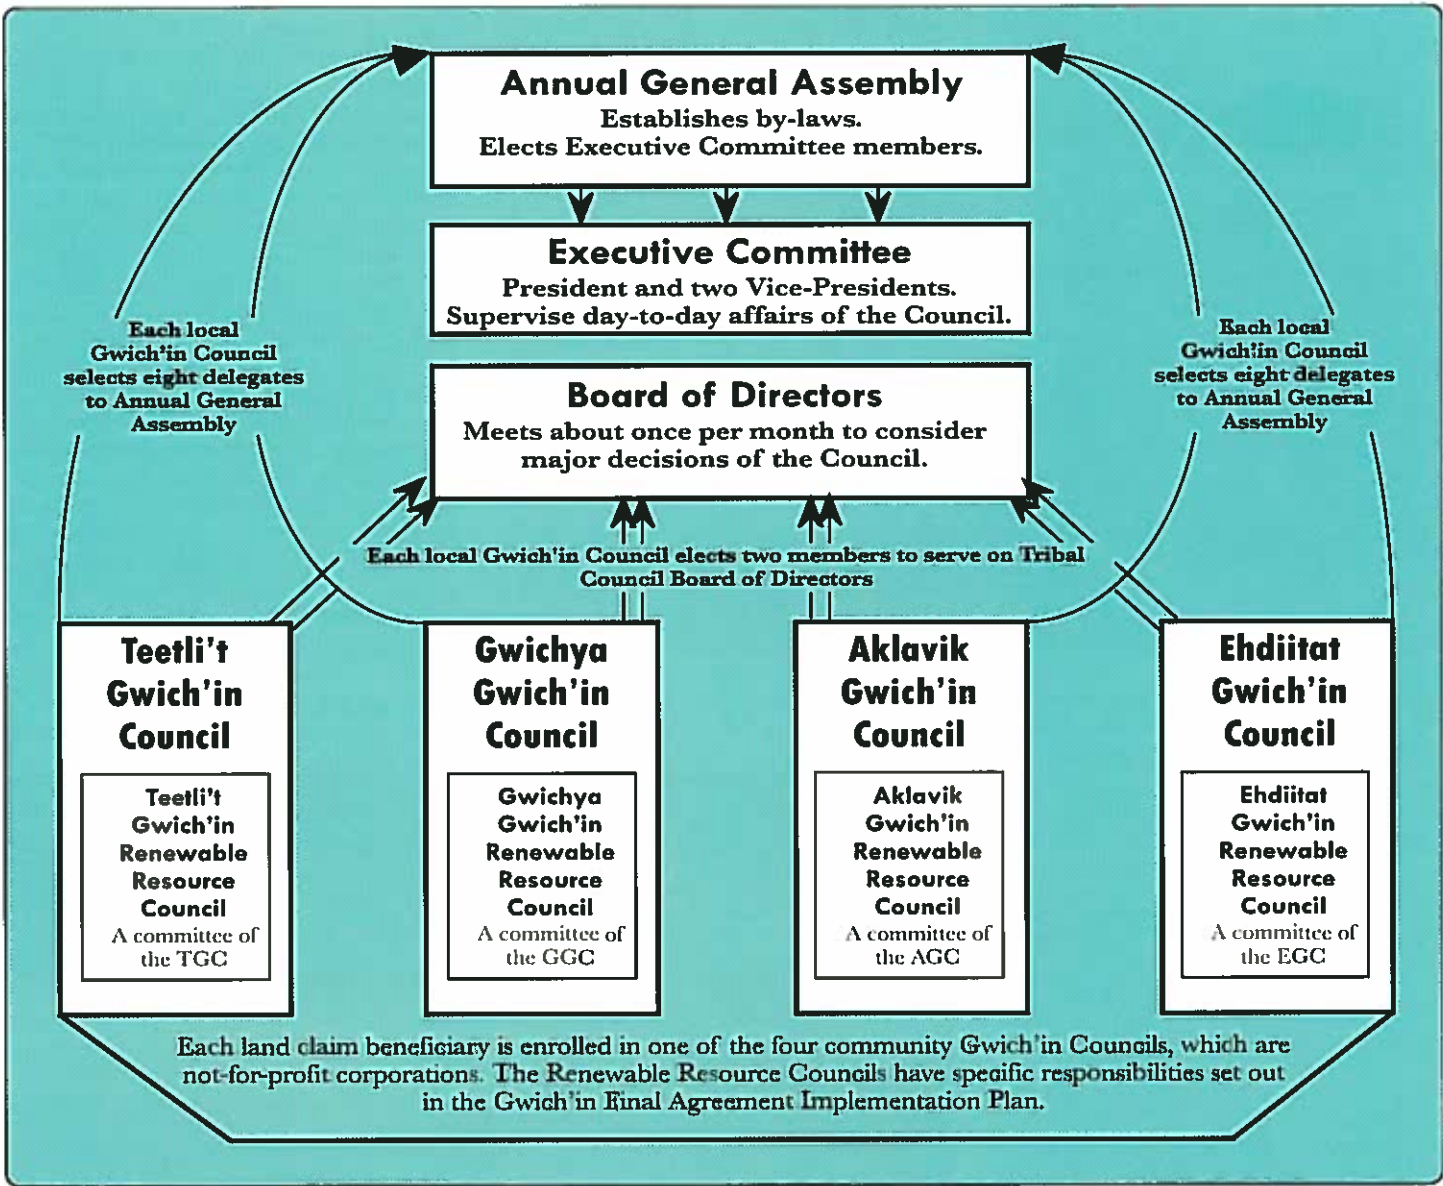 Annual General Assembly
Establishes by-laws.
Elects Executive Committee members.
Executive Committee
President and two Vice-Presidents.
Supervise day-to-day affairs of the Council.
Each local
Gwich'in Council
selects eight delegates
to Annual General
Assembly
Each local
Gwich'in Council
selects eight delegates
to Annual General
Assembly
Board of Directors
Meets about once per month to consider
major decisions of the Council.
Each local Gwich'in Council elects two members to serve on Tribal
Council Board of Directors
Teetli't
Gwich'in
Council
Teetli't
Gwich'in
Renewable
Resource
Council
A committee of
the TGC
Gwichya
Gwich'in
Council
Gwichya
Gwich'in
Renewable
Resource
Council
A committee of
the GGC
Aklavik
Gwich'in
Council
Aklavik
Gwich'in
Renewable
Resource
Council
A committee of
the AGC
Ehdiitat
Gwich'in
Council
Ehdiitat
Gwich'in
Renewable
Resource
Council
A committee of
the EGC
Each land claim beneficiary is enrolled in one of the four community Gwich'in Councils, which are
not-for-profit corporations. The Renewable Resource Councils have specific responsibilities set out
in the Gwich'in Final Agreement Implementation Plan.